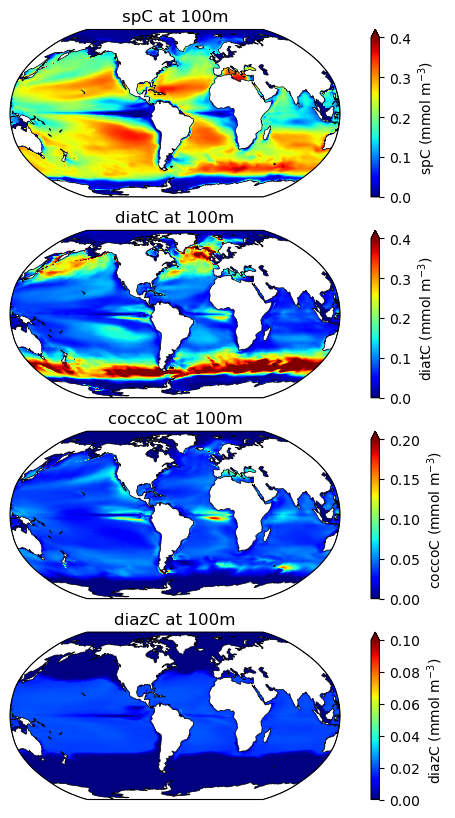 spC at 100m
0.4
0.3
0.2
0.1
0.0
spC (mmol m⁻³)
diatC at 100m
0.4
0.3
0.2
0.1
0.0
diatC (mmol m⁻³)
coccoC at 100m
0.20
0.15
0.10
0.05
0.00
coccoC (mmol m⁻³)
diazC at 100m
0.10
0.08
0.06
0.04
0.02
0.00
diazC (mmol m⁻³)